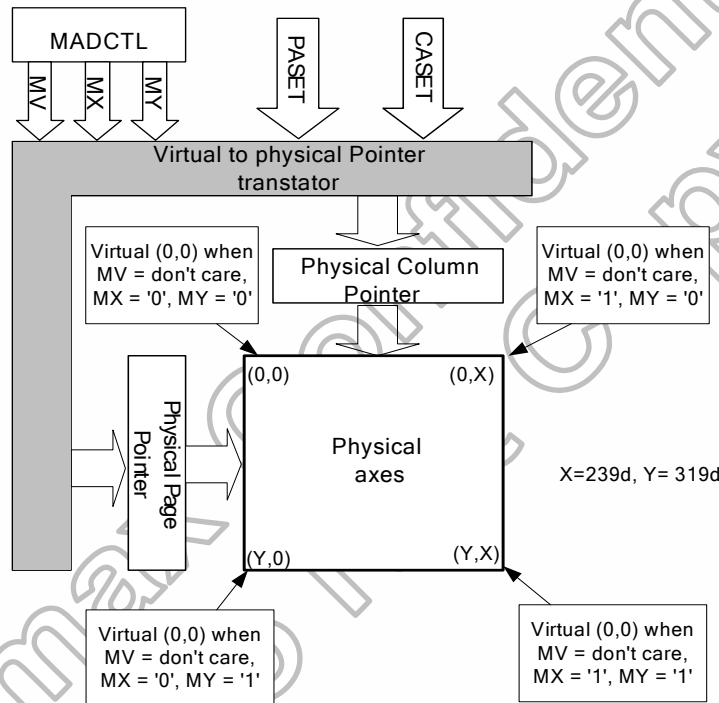 MADCTL
MV
MX
MY
PASET
CASET
Virtual to physical Pointer
transtator
Virtual (0,0) when
MV = don't care,
MX = '0', MY = '0'
Physical Column
Pointer
Virtual (0,0) when
MV = don't care,
MX = '1', MY = '0'
(0,0)
(0,X)
Physical Page
Pointer
Physical
axes
X=239d, Y= 319d
(Y,0)
(Y,X)
Virtual (0,0) when
MV = don't care,
MX = '0', MY = '1'
Virtual (0,0) when
MV = don't care,
MX = '1', MY = '1'